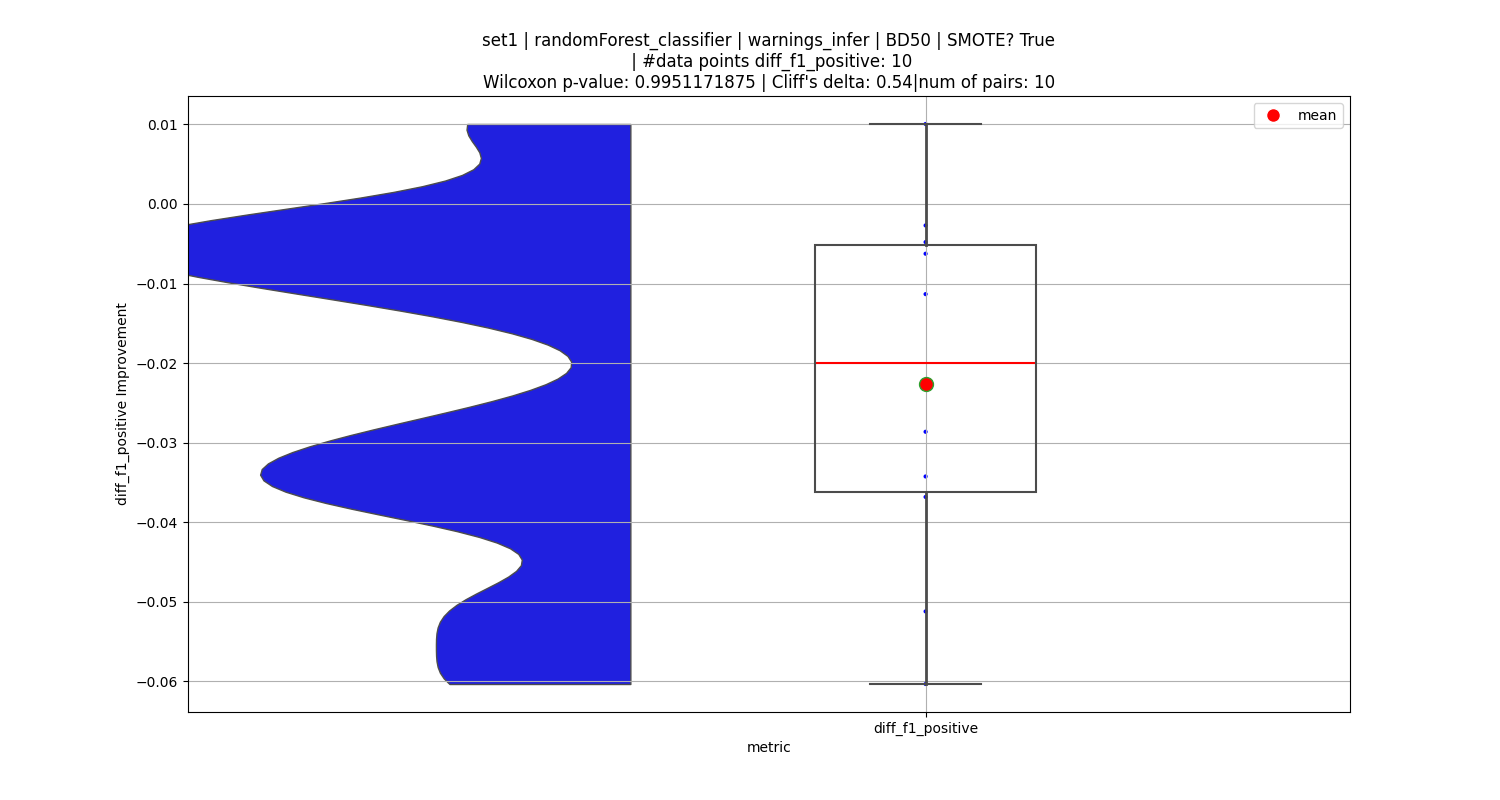 set1 | randomForest_classifier | warnings_infer | BD50 | SMOTE? True
| #data points diff_f1_positive: 10
Wilcoxon p-value: 0.9951171875 | Cliff's delta: 0.54|num of pairs: 10
mean
0.01
0.00
−0.01
−0.02
−0.03
−0.04
−0.05
−0.06
diff_f1_positive Improvement
diff_f1_positive
metric